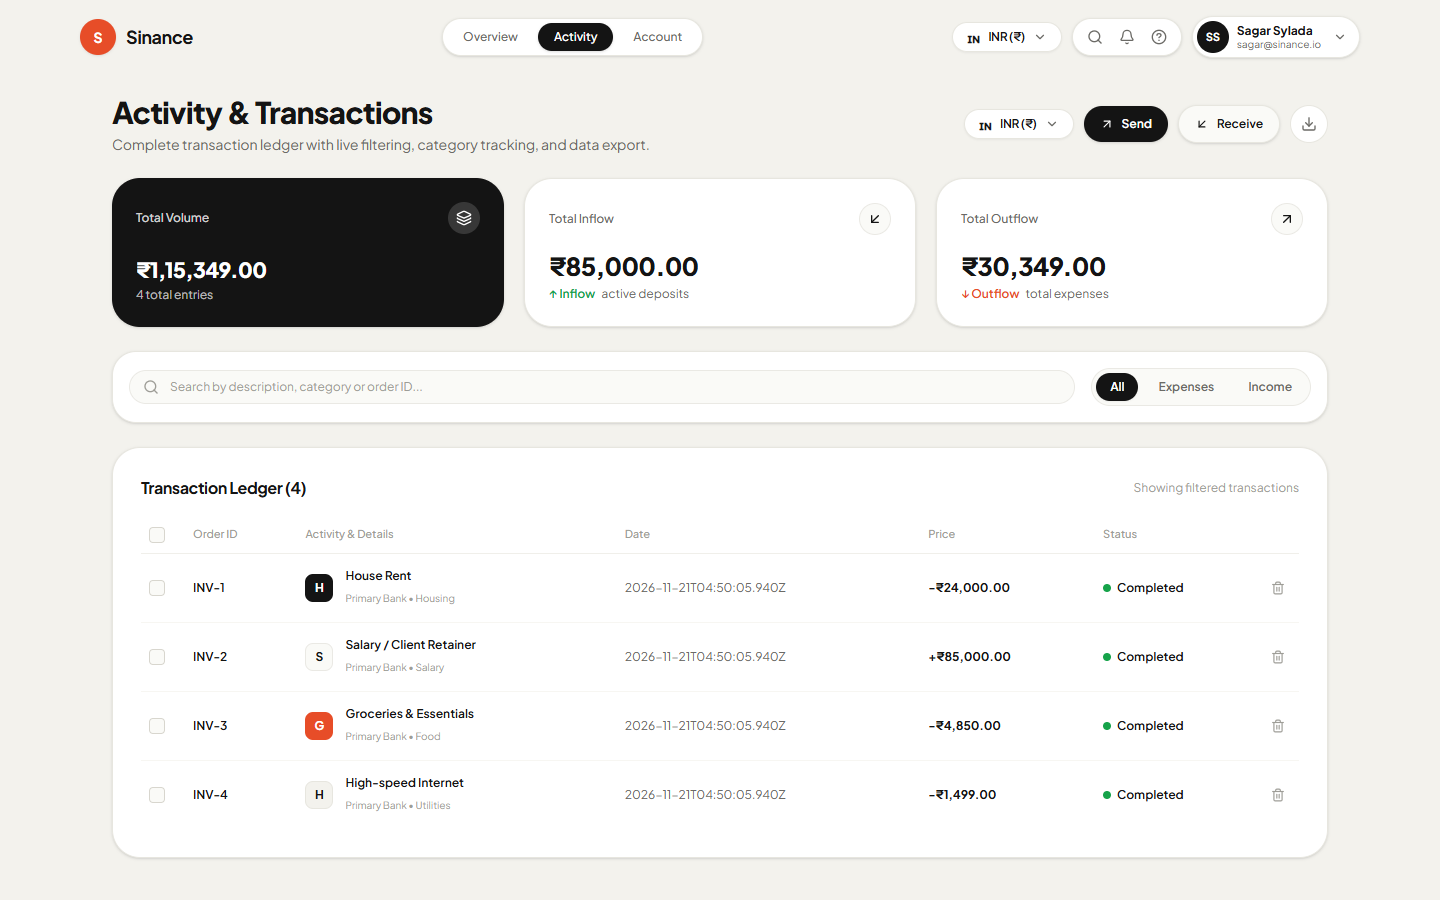 S Sinance
Overview Activity Account
IN INR (₹)
SS Sagar Sylada
sagar@sinance.io
Activity & Transactions
Complete transaction ledger with live filtering, category tracking, and data export.
IN INR (₹) Send Receive
Total Volume
₹1,15,349.00
4 total entries
Total Inflow
₹85,000.00
↑ Inflow active deposits
Total Outflow
₹30,349.00
↓ Outflow total expenses
Search by description, category or order ID...
All Expenses Income
Transaction Ledger (4) Showing filtered transactions
Order ID Activity & Details Date Price Status
INV-1 H House Rent 2026-11-21T04:50:05.940Z -₹24,000.00 Completed
Primary Bank • Housing
INV-2 S Salary / Client Retainer 2026-11-21T04:50:05.940Z +₹85,000.00 Completed
Primary Bank • Salary
INV-3 G Groceries & Essentials 2026-11-21T04:50:05.940Z -₹4,850.00 Completed
Primary Bank • Food
INV-4 H High-speed Internet 2026-11-21T04:50:05.940Z -₹1,499.00 Completed
Primary Bank • Utilities